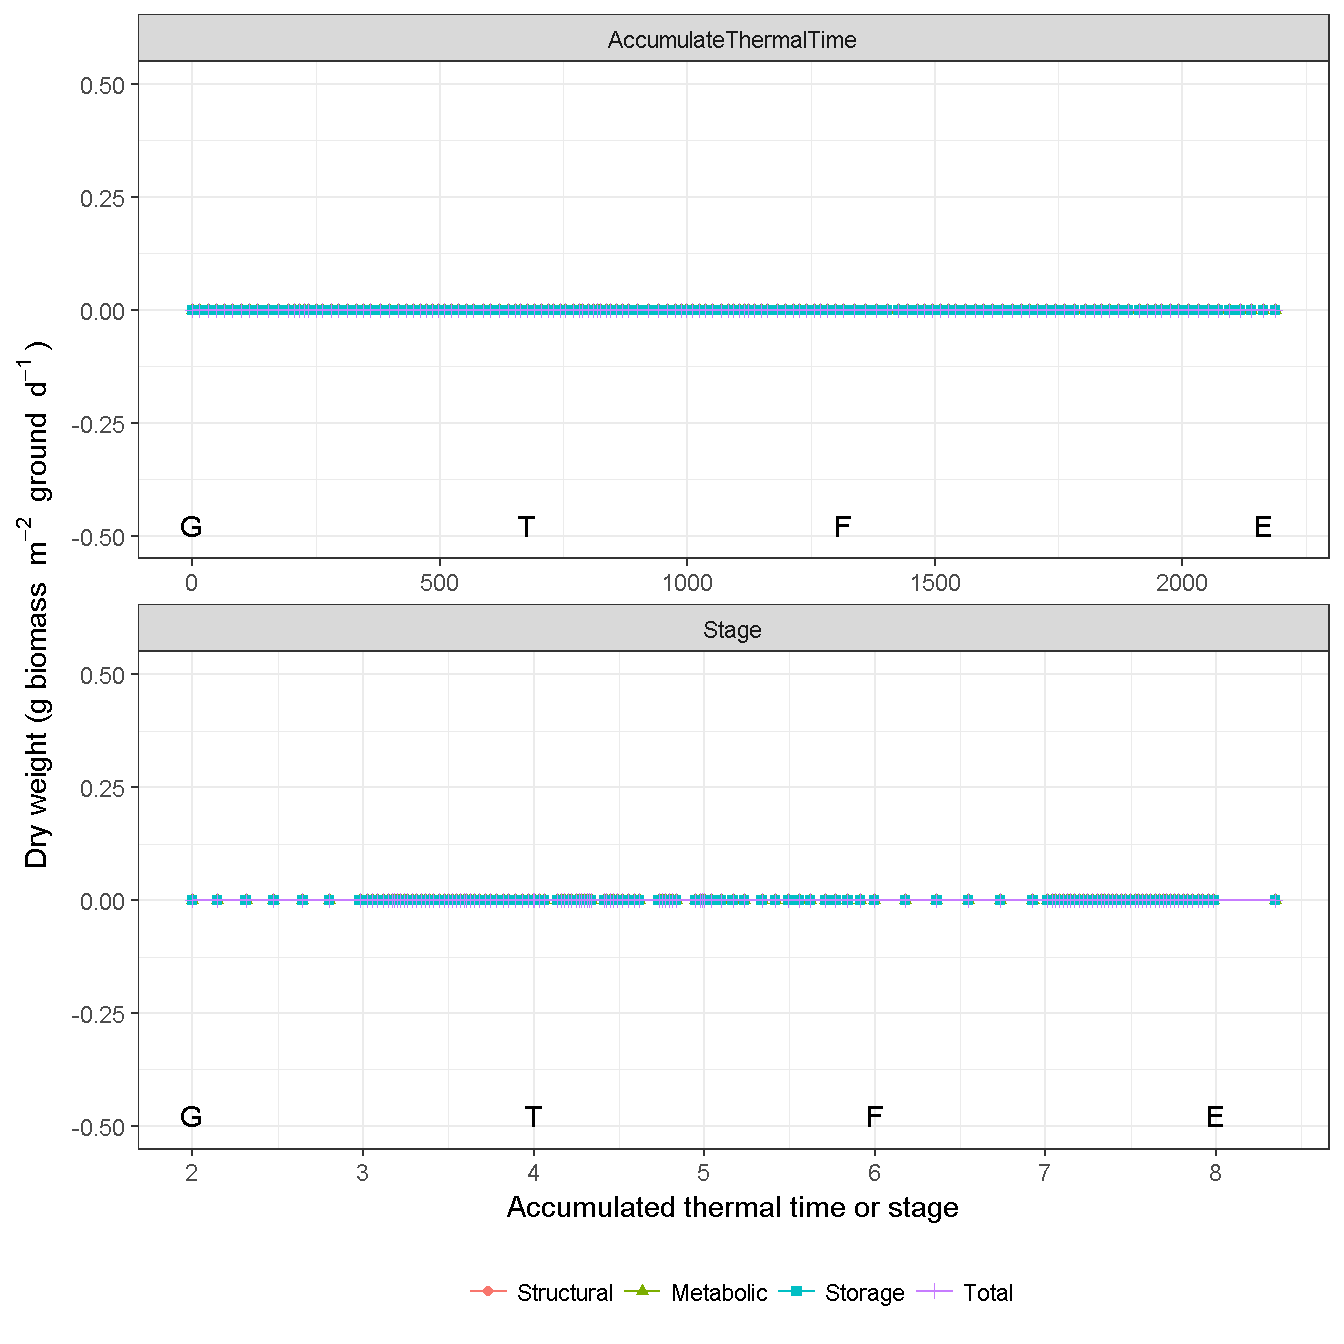 AccumulateThermalTime
0.50
0.25
0.00
-0.25
-0.50
G T F E
0 500 1000 1500 2000
Dry weight (g biomass m⁻² ground d⁻¹ )
Stage
0.50
0.25
0.00
-0.25
-0.50
G T F E
2 3 4 5 6 7 8
Accumulated thermal time or stage
Structural Metabolic Storage Total